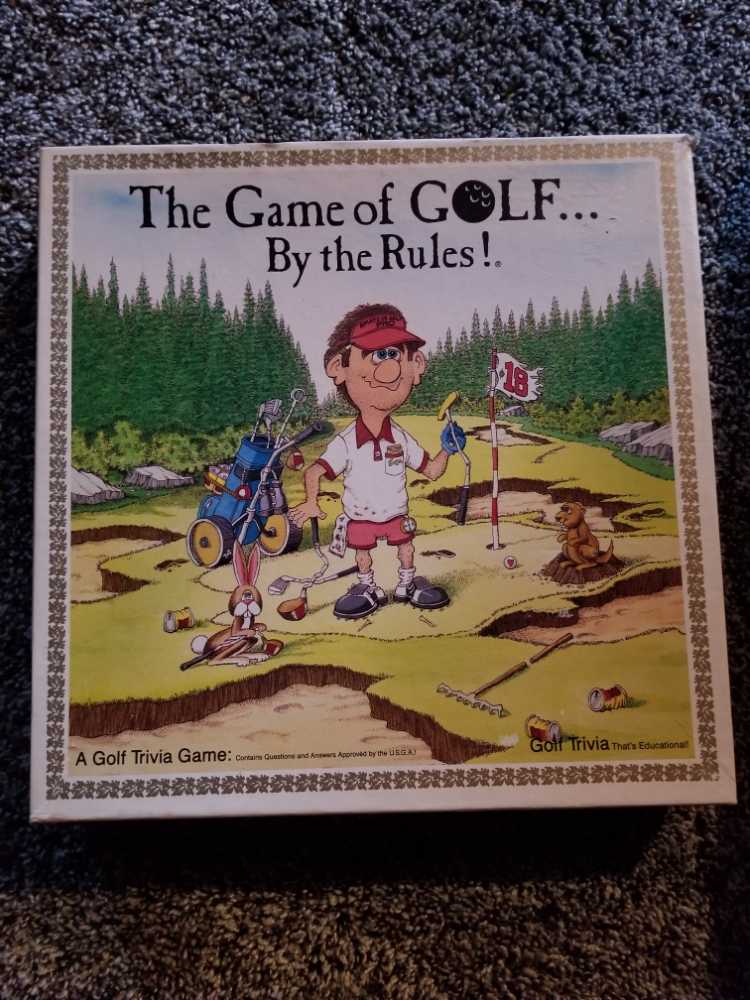 The Game of GOLF...
By the Rules!®
18
A Golf Trivia Game: Contains Questions and Answers Approved by the U.S.G.A.!
Golf Trivia That's Educational!